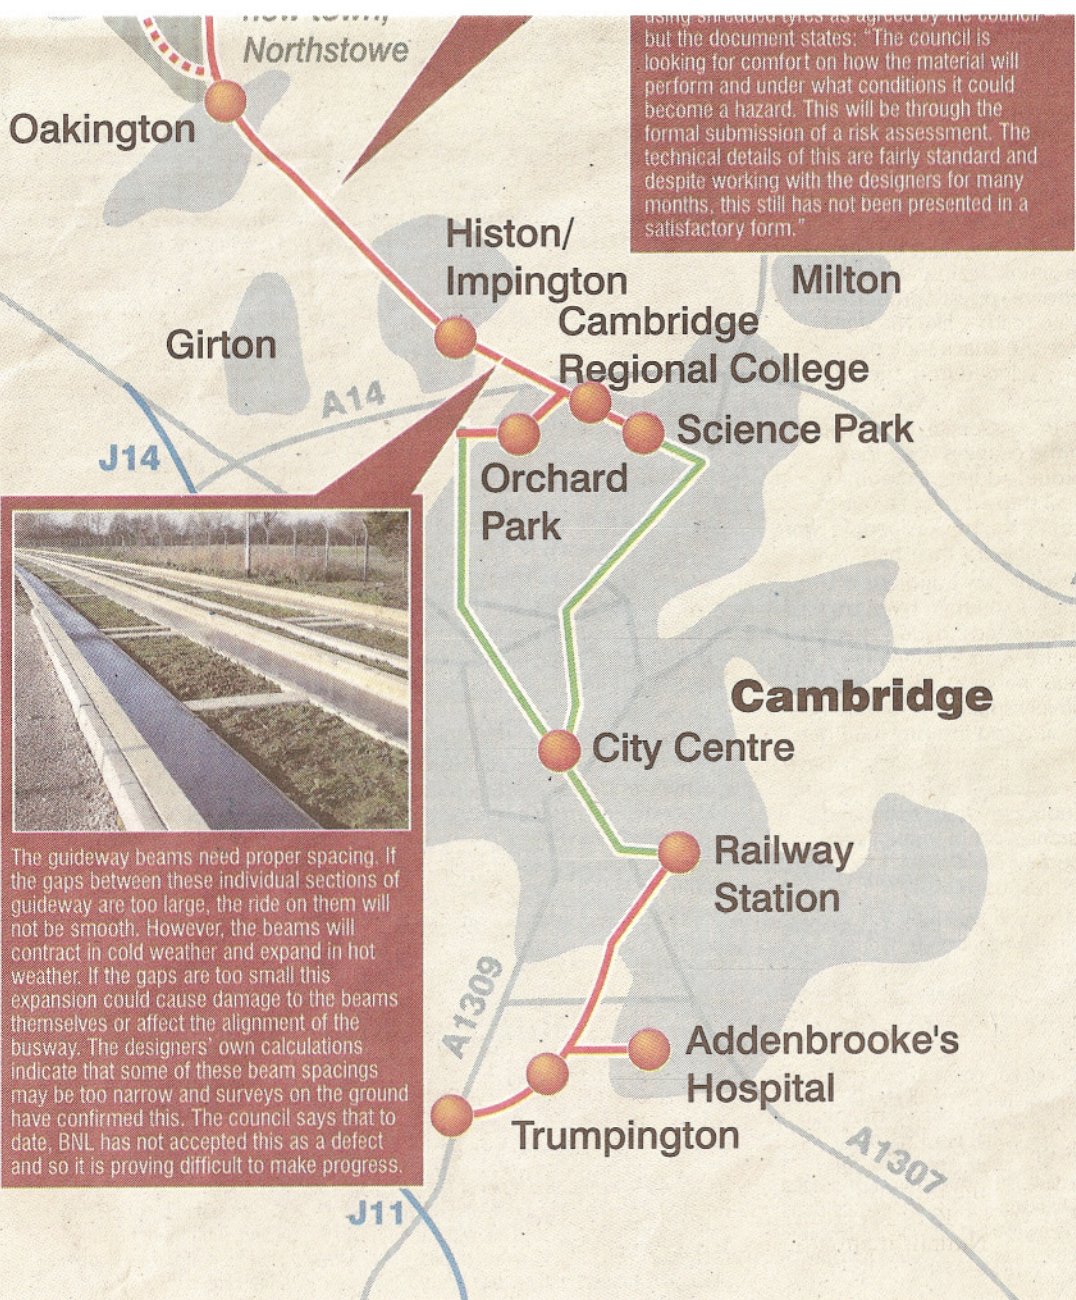 new town,
Northstowe
using shredded tyres as agreed by the council
but the document states: “The council is
looking for comfort on how the material will
perform and under what conditions it could
become a hazard. This will be through the
formal submission of a risk assessment. The
technical details of this are fairly standard and
despite working with the designers for many
months, this still has not been presented in a
satisfactory form.”
Oakington
Histon/
Impington
Milton
Girton
Cambridge
Regional College
A14
J14
Science Park
Orchard
Park
Cambridge
City Centre
Railway
Station
The guideway beams need proper spacing. If
the gaps between these individual sections of
guideway are too large, the ride on them will
not be smooth. However, the beams will
contract in cold weather and expand in hot
weather. If the gaps are too small this
expansion could cause damage to the beams
themselves or affect the alignment of the
busway. The designers’ own calculations
indicate that some of these beam spacings
may be too narrow and surveys on the ground
have confirmed this. The council says that to
date, BNL has not accepted this as a defect
and so it is proving difficult to make progress.
A1309
Addenbrooke's
Hospital
Trumpington
A1307
J11